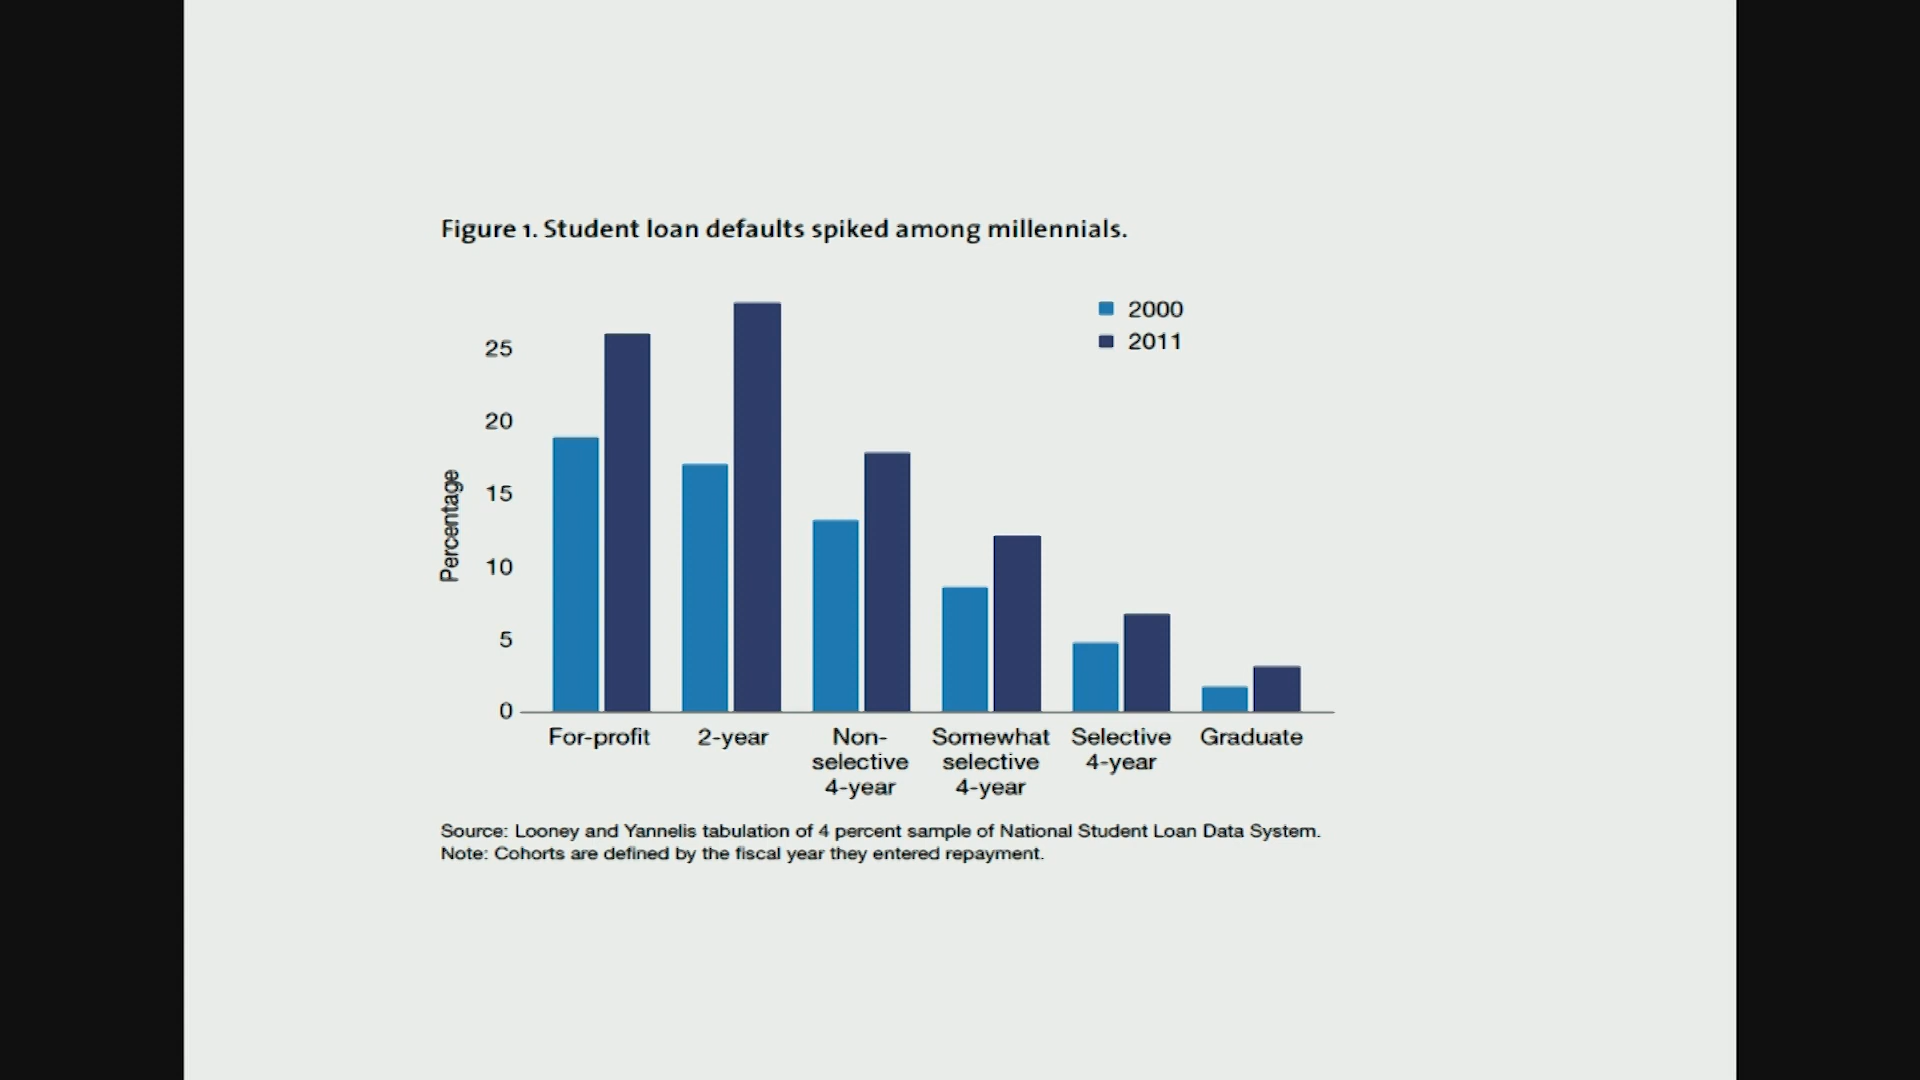 Figure 1. Student loan defaults spiked among millennials.
2000
2011
25
20
15
10
5
0
Percentage
For-profit
2-year
Non-
selective
4-year
Somewhat
selective
4-year
Selective
4-year
Graduate
Source: Looney and Yannelis tabulation of 4 percent sample of National Student Loan Data System.
Note: Cohorts are defined by the fiscal year they entered repayment.